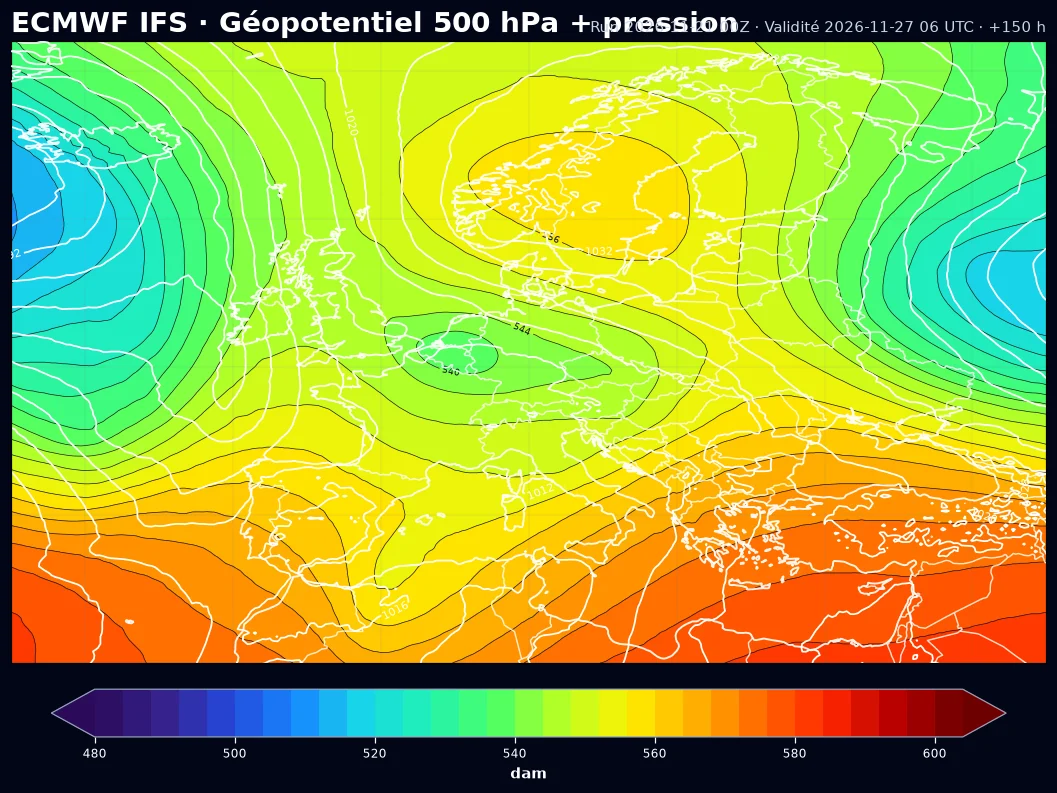 ECMWF IFS · Géopotentiel 500 hPa + pression
Validité 2026-11-27 06 UTC · +150 h
1020
556
1032
544
540
1012
1016
480 500 520 540 560 580 600
dam